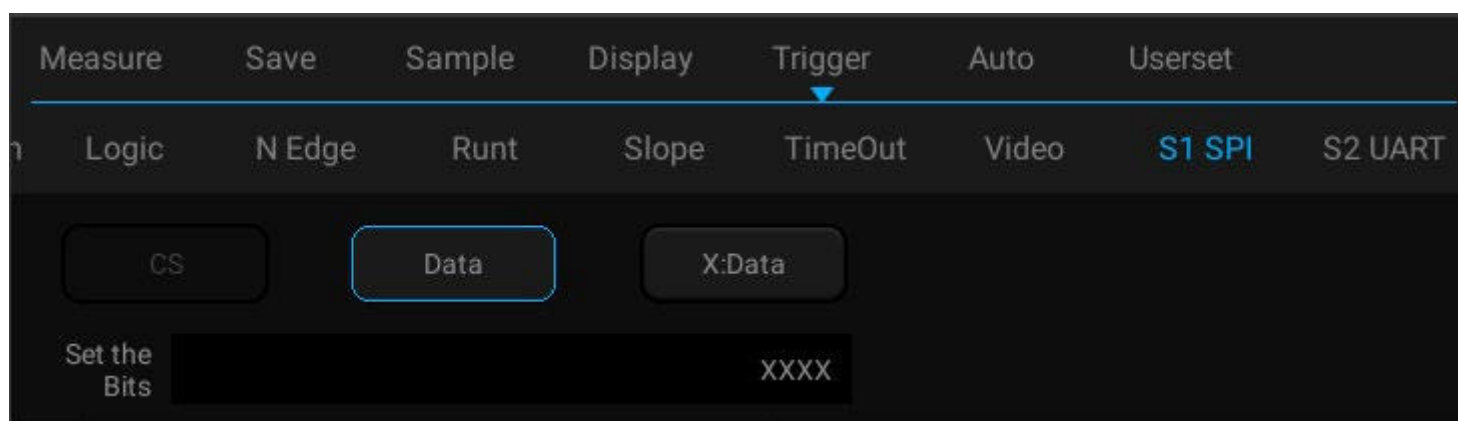 Measure Save Sample Display Trigger Auto Userset
Logic N Edge Runt Slope TimeOut Video S1 SPI S2 UART
CS Data X:Data
Set the
Bits
XXXX